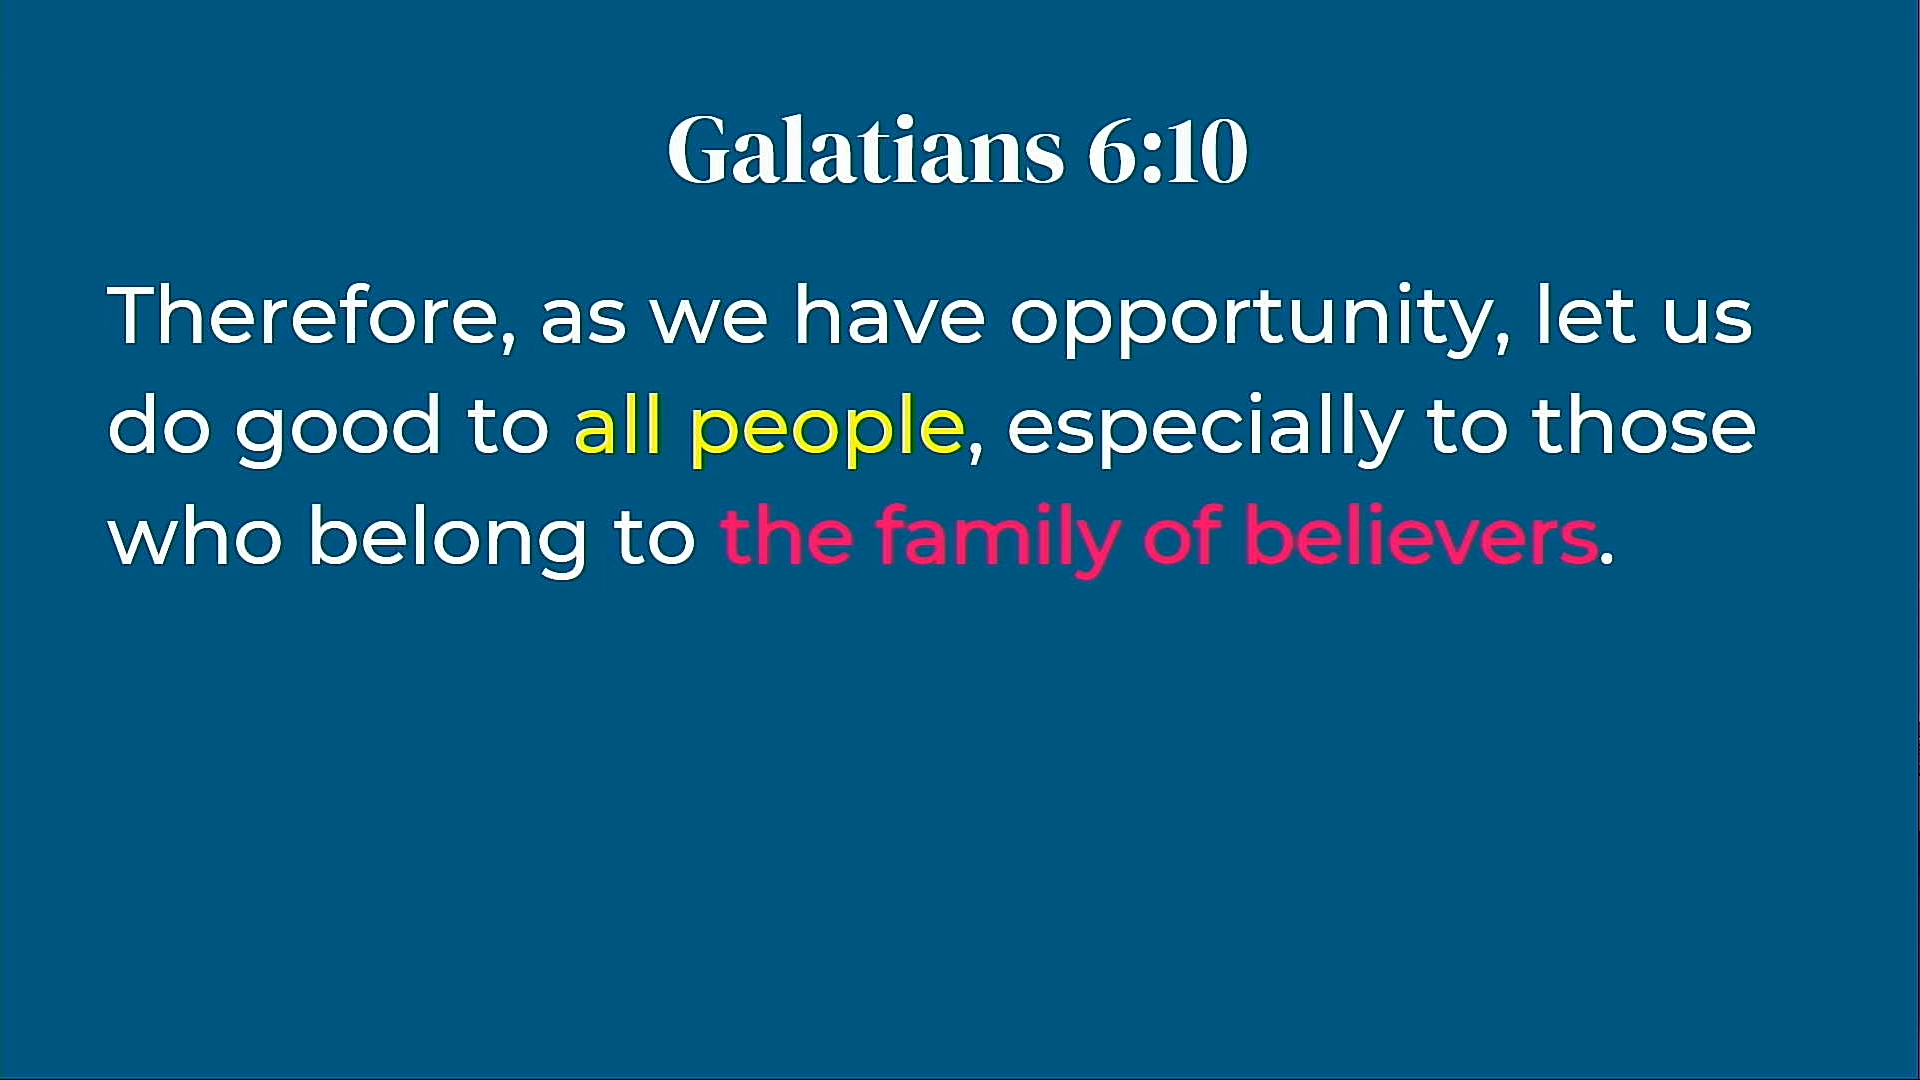 Galatians 6:10
Therefore, as we have opportunity, let us
do good to all people, especially to those
who belong to the family of believers.